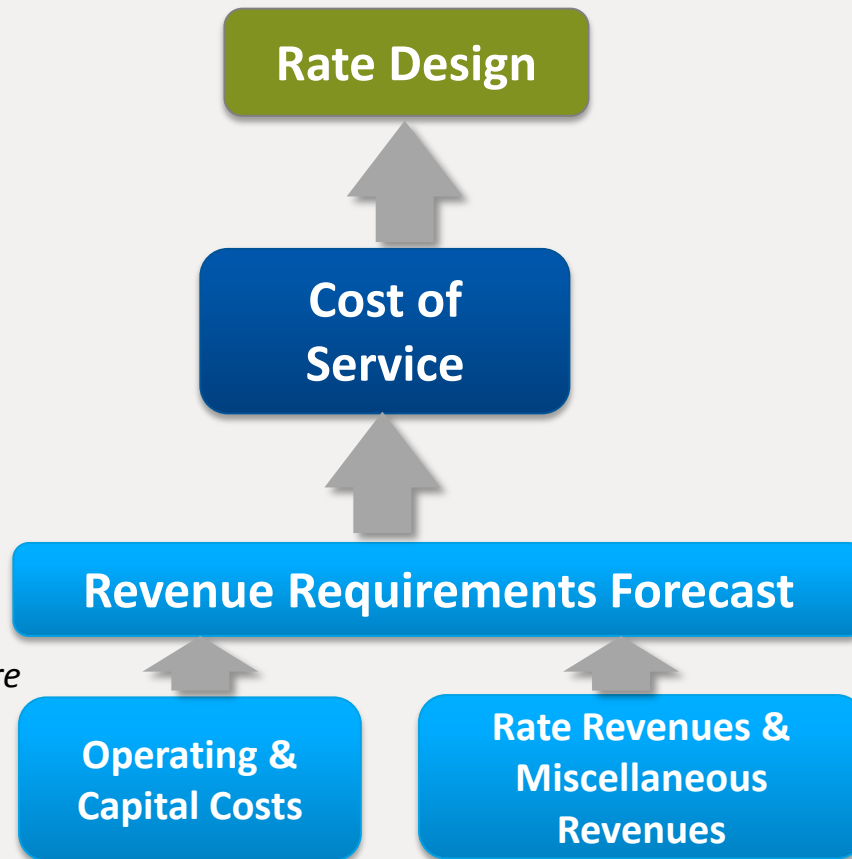 Rate Design
Cost of
Service
Revenue Requirements Forecast
Operating &
Capital Costs
Rate Revenues &
Miscellaneous
Revenues